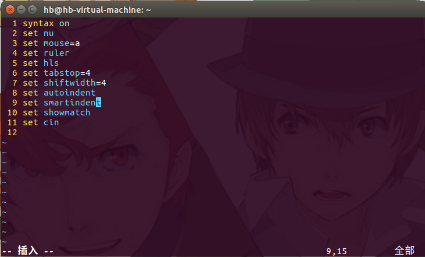 hb@hb-virtual-machine: ~
1 syntax on
2 set nu
3 set mouse=a
4 set ruler
5 set hls
6 set tabstop=4
7 set shiftwidth=4
8 set autoindent
9 set smartindent
10 set showmatch
11 set cin
12
~
~
~
~
~
~
~
~
~
~
~
-- 插入 -- 9,15 全部